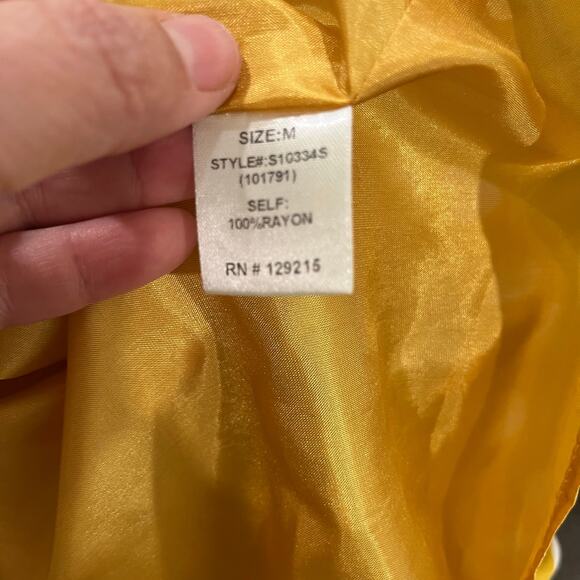 SIZE:M
STYLE#:S10334S
(101791)
SELF:
100%RAYON
RN # 129215